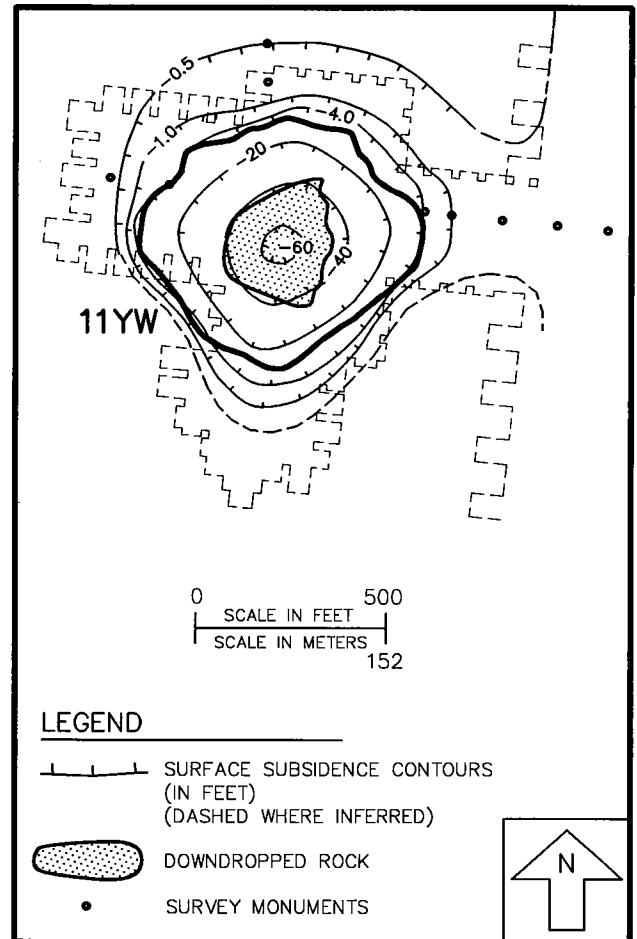 -0.5
-1.0
-4.0
-20
-60
-40
11YW
0 500
SCALE IN FEET
SCALE IN METERS
152
LEGEND
SURFACE SUBSIDENCE CONTOURS
(IN FEET)
(DASHED WHERE INFERRED)
DOWNDROPPED ROCK
SURVEY MONUMENTS
N